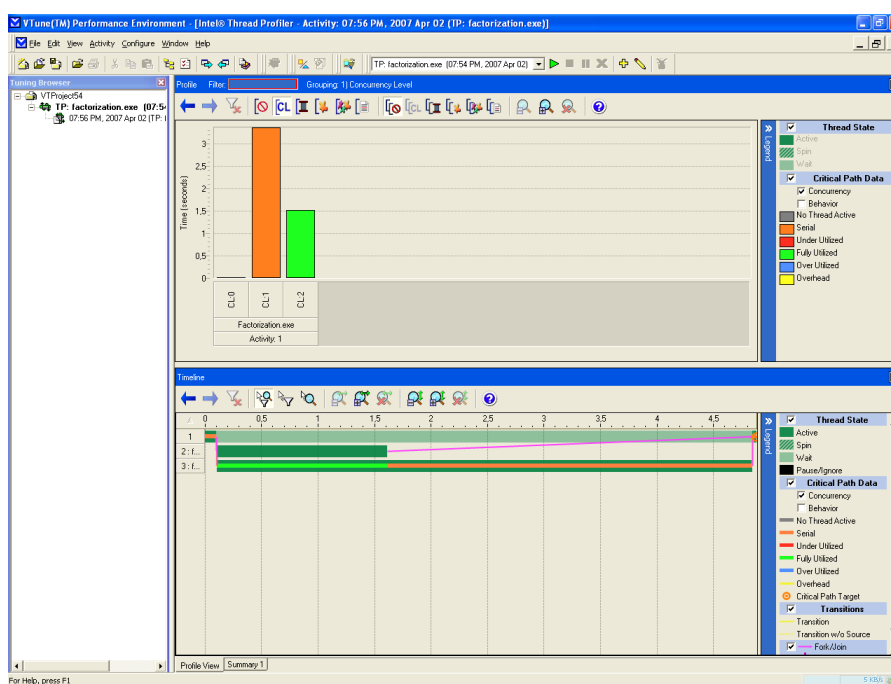 VTune(TM) Performance Environment - [Intel® Thread Profiler - Activity: 07:56 PM, 2007 Apr 02 (TP: factorization.exe)]
File Edit View Activity Configure Window Help
TP: factorization.exe (07:54 PM, 2007 Apr 02)
Tuning Browser
VTProject54
TP: factorization.exe (07:54
07:56 PM, 2007 Apr 02 (TP: f
Profile Filter: Grouping: 1) Concurrency Level
CL
CL
Time (seconds)
3
2,5
2
1,5
1
0,5
0
CL:0
CL:1
CL:2
Factorization.exe
Activity: 1
Legend
Thread State
Active
Spin
Wait
Critical Path Data
Concurrency
Behavior
No Thread Active
Serial
Under Utilized
Fully Utilized
Over Utilized
Overhead
Timeline
0 0,5 1 1,5 2 2,5 3 3,5 4 4,5
1
2 : f...
3 : f...
Legend
Thread State
Active
Spin
Wait
Pause/Ignore
Critical Path Data
Concurrency
Behavior
No Thread Active
Serial
Under Utilized
Fully Utilized
Over Utilized
Overhead
Critical Path Target
Transitions
Transition
Transition w/o Source
Fork/Join
Profile View Summary 1
For Help, press F1
5 KB/s